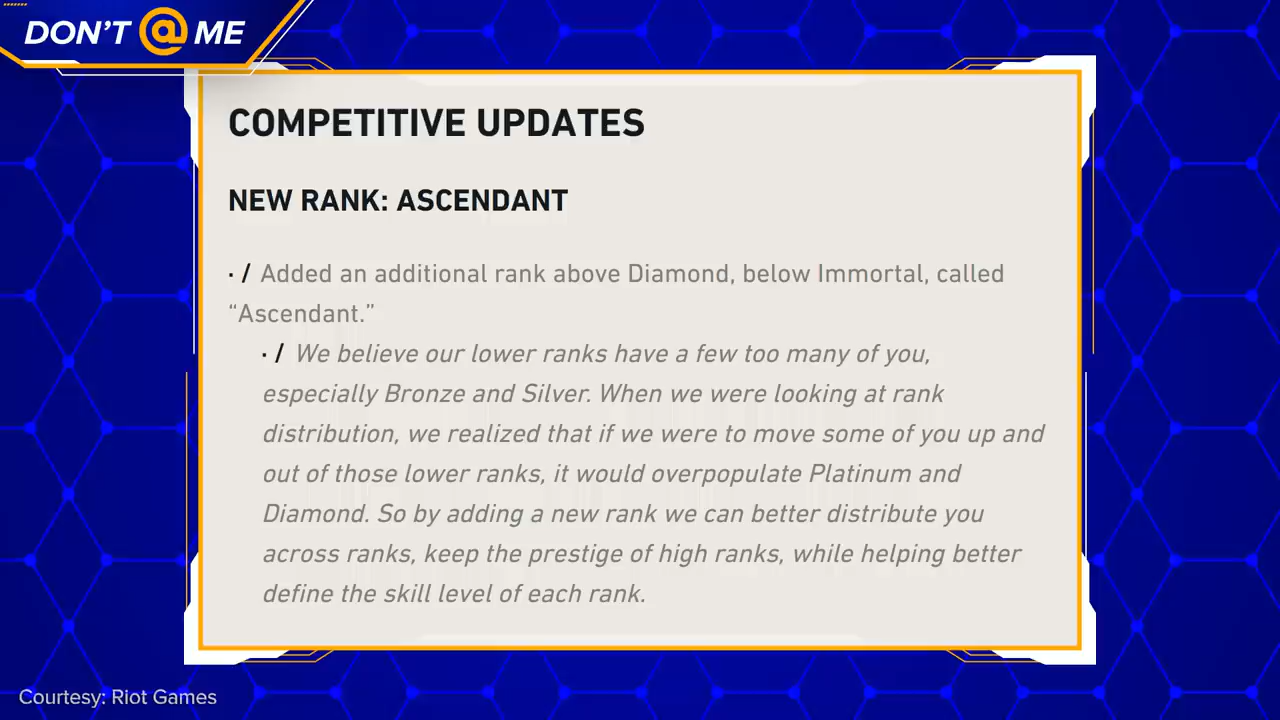 DON'T @ ME
COMPETITIVE UPDATES
NEW RANK: ASCENDANT
· / Added an additional rank above Diamond, below Immortal, called
“Ascendant.”
· / We believe our lower ranks have a few too many of you,
especially Bronze and Silver. When we were looking at rank
distribution, we realized that if we were to move some of you up and
out of those lower ranks, it would overpopulate Platinum and
Diamond. So by adding a new rank we can better distribute you
across ranks, keep the prestige of high ranks, while helping better
define the skill level of each rank.
Courtesy: Riot Games